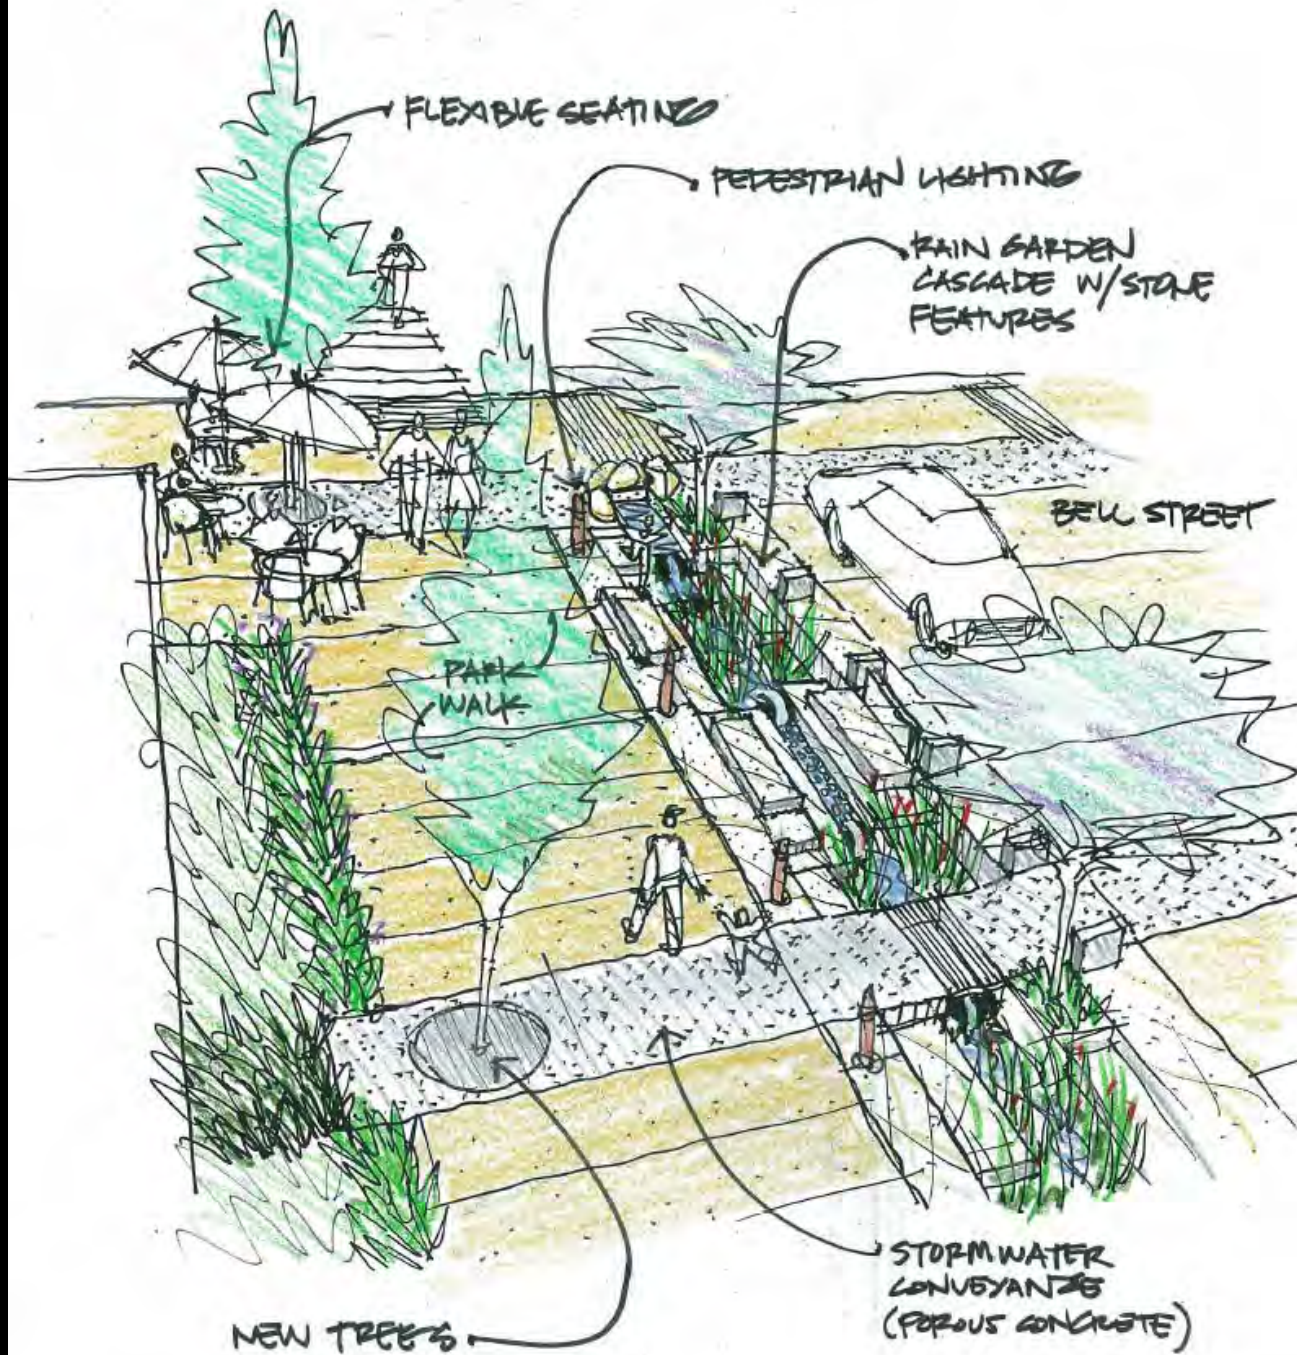 FLEXIBLE SEATING
PEDESTRIAN LIGHTING
RAIN GARDEN
CASCADE W/STONE
FEATURES
BELL STREET
PARK
WALK
STORMWATER
CONVEYANCE
(POROUS CONCRETE)
NEW TREES